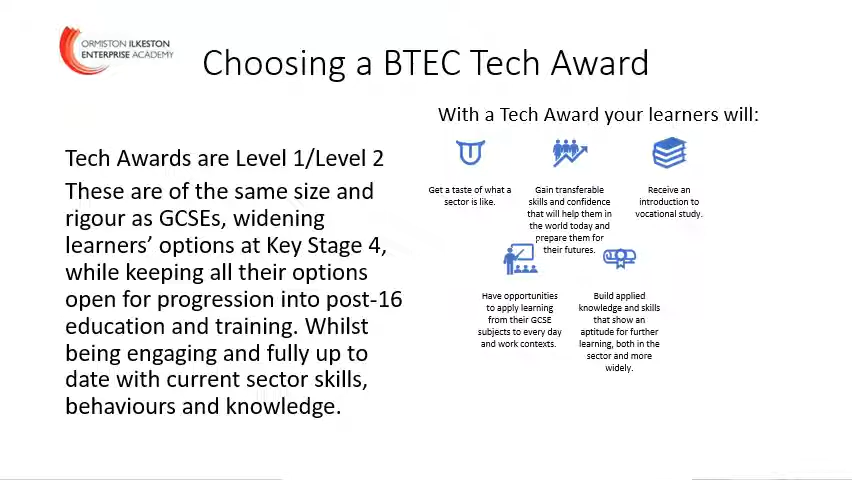 ORMISTON ILKESTON
ENTERPRISE ACADEMY
Choosing a BTEC Tech Award
Tech Awards are Level 1/Level 2
These are of the same size and
rigour as GCSEs, widening
learners’ options at Key Stage 4,
while keeping all their options
open for progression into post-16
education and training. Whilst
being engaging and fully up to
date with current sector skills,
behaviours and knowledge.
With a Tech Award your learners will:
Get a taste of what a
sector is like.
Gain transferable
skills and confidence
that will help them in
the world today and
prepare them for
their futures.
Receive an
introduction to
vocational study.
Have opportunities
to apply learning
from their GCSE
subjects to every day
and work contexts.
Build applied
knowledge and skills
that show an
aptitude for further
learning, both in the
sector and more
widely.